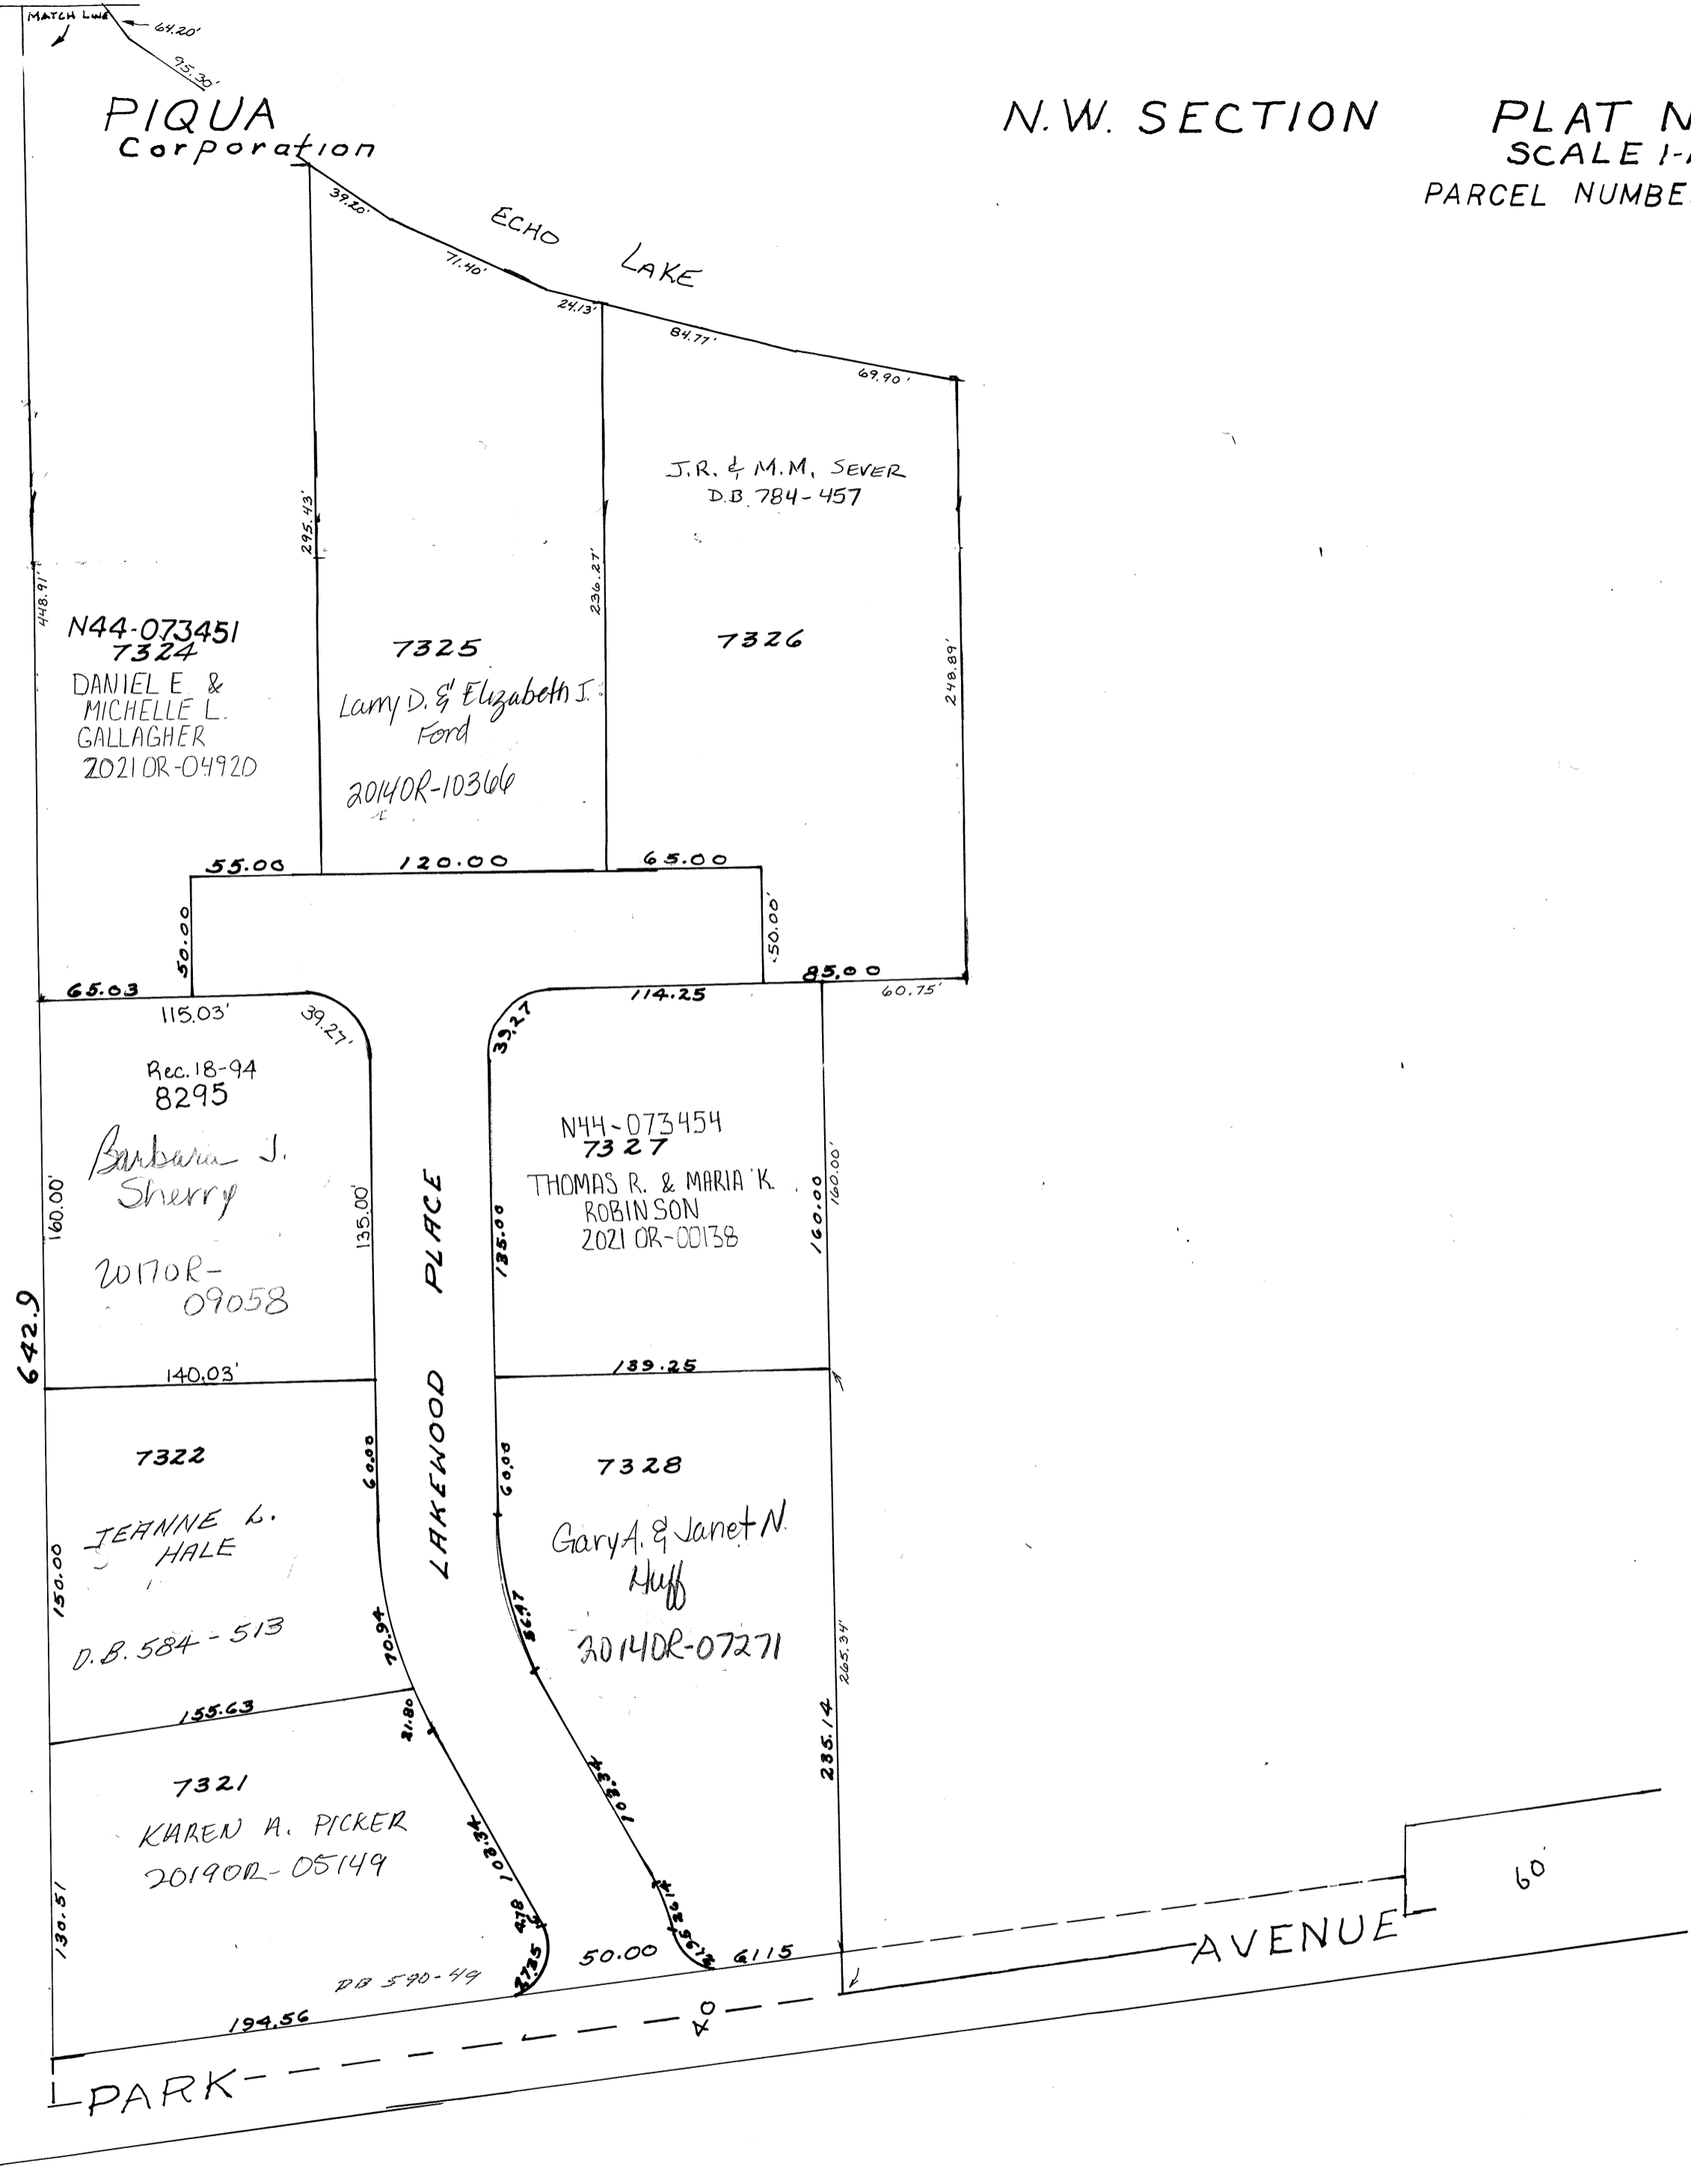 MATCH LINE
64.20'
95.30'
PIQUA
Corporation
N.W. SECTION
PLAT N
SCALE 1-
PARCEL NUMBE
39.20'
71.40'
24.13'
ECHO LAKE
84.77'
69.90'
448.91'
295.43'
236.27'
248.89'
J.R. & M.M. SEVER
D.B. 784-457
N44-073451
7324
DANIEL E. &
MICHELLE L.
GALLAGHER
2021OR-04920
7325
Larry D. & Elizabeth J.
Ford
2014OR-10366
7326
55.00
120.00
65.00
50.00
50.00'
65.03
115.03'
39.27'
39.27
114.25
85.00
60.75'
Rec.18-94
8295
Barbara J.
Sherry
2017OR-
09058
160.00'
135.00'
642.9
LAKEWOOD PLACE
135.00
N44-073454
7327
THOMAS R. & MARIA K.
ROBINSON
2021 OR-00138
160.00
160.00'
140.03'
139.25
7322
JEANNE L.
HALE
D.B. 584-513
150.00
60.00
70.94
60.00
56.47
7328
Gary A. & Janet N.
Huff
2014OR-07271
265.34'
285.14
155.63
21.80
7321
KAREN A. PICKER
2019OR-05149
130.51
103.34
103.34
4.78
37.25
26.14
DB 590-49
50.00
61.15
194.56
40
60'
PARK AVENUE